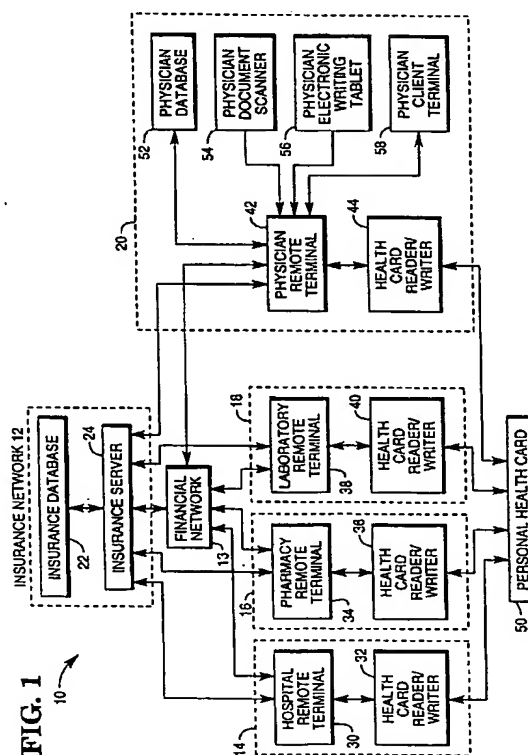 FIG. 1
10
INSURANCE NETWORK 12
INSURANCE DATABASE
22
INSURANCE SERVER
24
FINANCIAL
NETWORK
13
14
HOSPITAL
REMOTE
TERMINAL
30
HEALTH
CARD
READER/
WRITER
32
16
PHARMACY
REMOTE
TERMINAL
34
HEALTH
CARD
READER/
WRITER
36
18
LABORATORY
REMOTE
TERMINAL
38
HEALTH
CARD
READER/
WRITER
40
20
PHYSICIAN
REMOTE
TERMINAL
42
HEALTH CARD
READER/
WRITER
44
PHYSICIAN
DATABASE
52
PHYSICIAN
DOCUMENT
SCANNER
54
PHYSICIAN
ELECTRONIC
WRITING
TABLET
56
PHYSICIAN
CLIENT
TERMINAL
58
PERSONAL HEALTH CARD
50